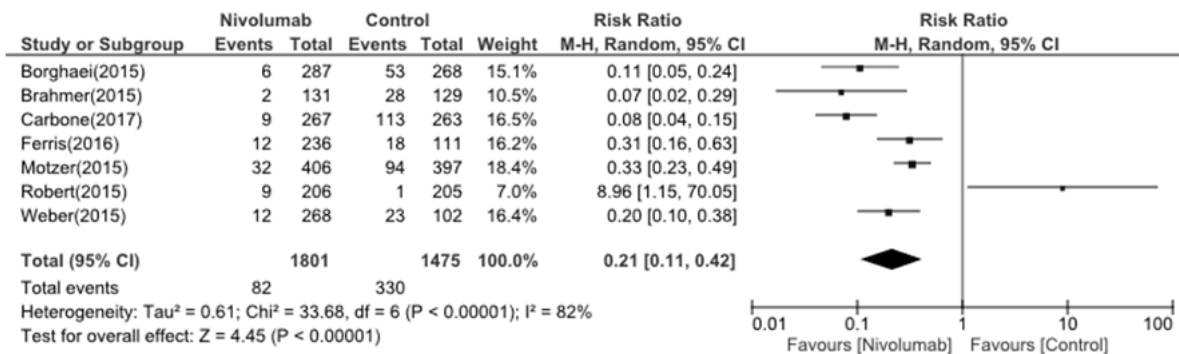 Nivolumab Control Risk Ratio Risk Ratio
Study or Subgroup Events Total Events Total Weight M-H, Random, 95% CI M-H, Random, 95% CI
Borghaei(2015) 6 287 53 268 15.1% 0.11 [0.05, 0.24]
Brahmer(2015) 2 131 28 129 10.5% 0.07 [0.02, 0.29]
Carbone(2017) 9 267 113 263 16.5% 0.08 [0.04, 0.15]
Ferris(2016) 12 236 18 111 16.2% 0.31 [0.16, 0.63]
Motzer(2015) 32 406 94 397 18.4% 0.33 [0.23, 0.49]
Robert(2015) 9 206 1 205 7.0% 8.96 [1.15, 70.05]
Weber(2015) 12 268 23 102 16.4% 0.20 [0.10, 0.38]
Total (95% CI) 1801 1475 100.0% 0.21 [0.11, 0.42]
Total events 82 330
Heterogeneity: Tau² = 0.61; Chi² = 33.68, df = 6 (P < 0.00001); I² = 82%
Test for overall effect: Z = 4.45 (P < 0.00001)
0.01 0.1 1 10 100
Favours [Nivolumab] Favours [Control]